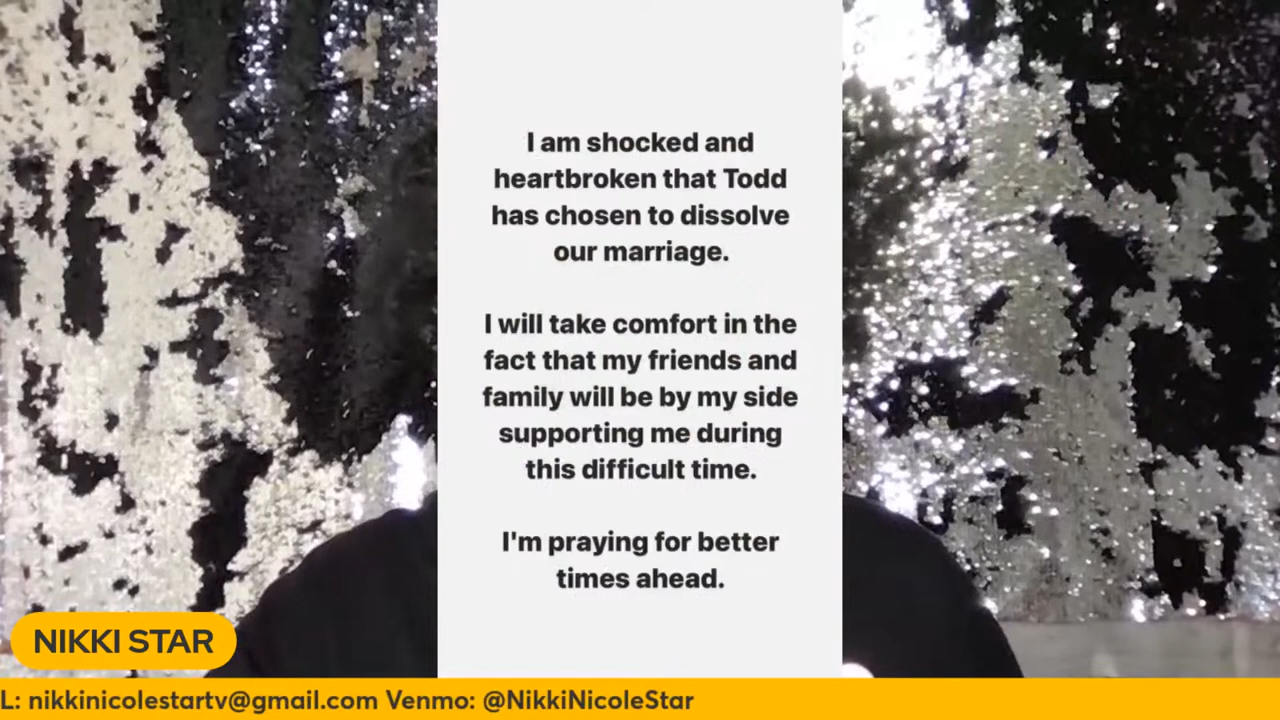 I am shocked and
heartbroken that Todd
has chosen to dissolve
our marriage.
I will take comfort in the
fact that my friends and
family will be by my side
supporting me during
this difficult time.
I'm praying for better
times ahead.
NIKKI STAR
L: nikkinicolestartv@gmail.com Venmo: @NikkiNicoleStar